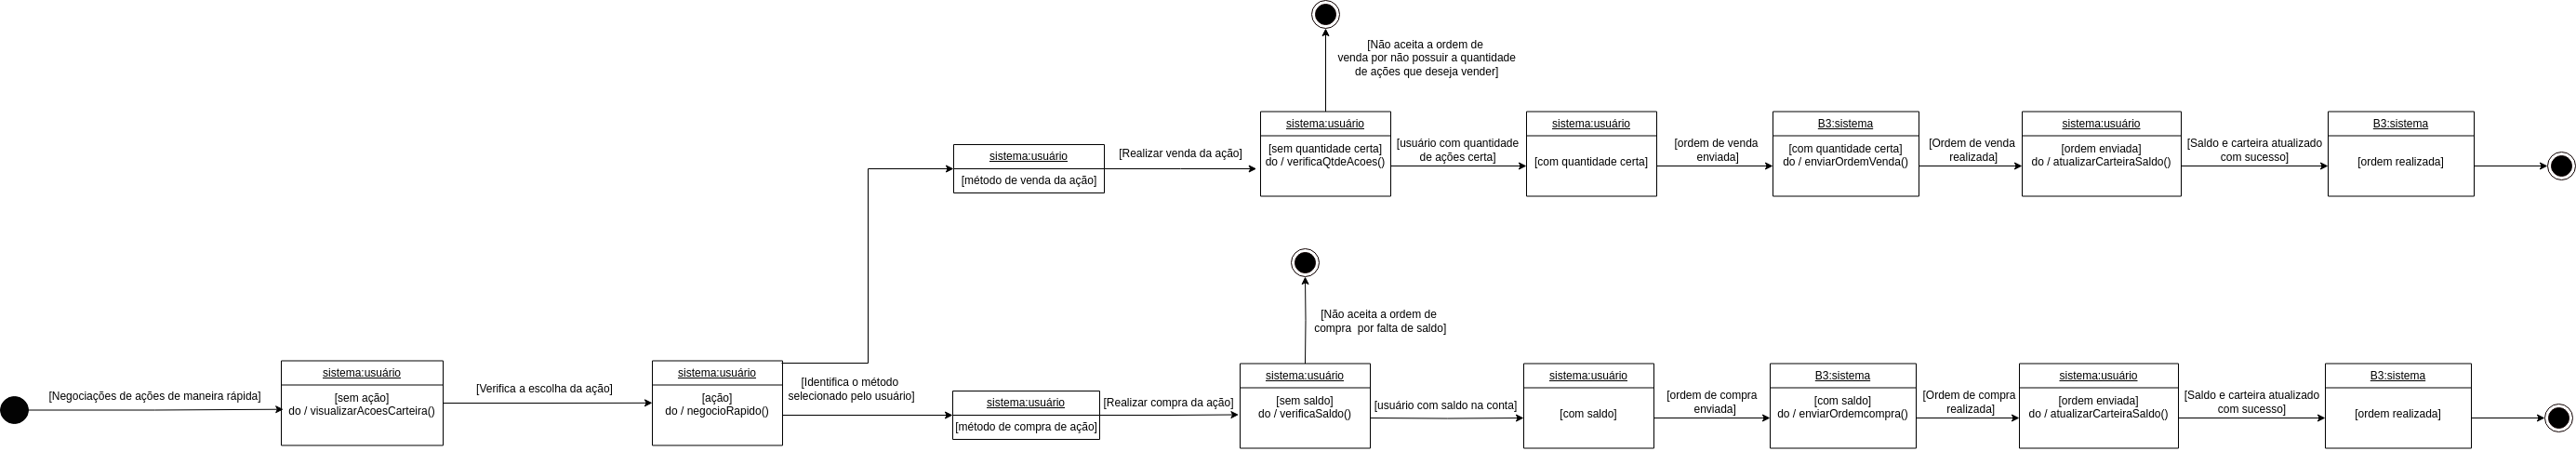 [Não aceita a ordem de
venda por não possuir a quantidade
de ações que deseja vender]
sistema:usuário
[método de venda da ação]
[Realizar venda da ação]
sistema:usuário
[sem quantidade certa]
do / verificaQtdeAcoes()
[usuário com quantidade
de ações certa]
sistema:usuário
[com quantidade certa]
[ordem de venda
enviada]
B3:sistema
[com quantidade certa]
do / enviarOrdemVenda()
[Ordem de venda
realizada]
sistema:usuário
[ordem enviada]
do / atualizarCarteiraSaldo()
[Saldo e carteira atualizado
com sucesso]
B3:sistema
[ordem realizada]
[Não aceita a ordem de
compra  por falta de saldo]
[Negociações de ações de maneira rápida]
sistema:usuário
[sem ação]
do / visualizarAcoesCarteira()
[Verifica a escolha da ação]
sistema:usuário
[ação]
do / negocioRapido()
[Identifica o método
selecionado pelo usuário]
sistema:usuário
[método de compra de ação]
[Realizar compra da ação]
sistema:usuário
[sem saldo]
do / verificaSaldo()
[usuário com saldo na conta]
sistema:usuário
[com saldo]
[ordem de compra
enviada]
B3:sistema
[com saldo]
do / enviarOrdemcompra()
[Ordem de compra
realizada]
sistema:usuário
[ordem enviada]
do / atualizarCarteiraSaldo()
[Saldo e carteira atualizado
com sucesso]
B3:sistema
[ordem realizada]